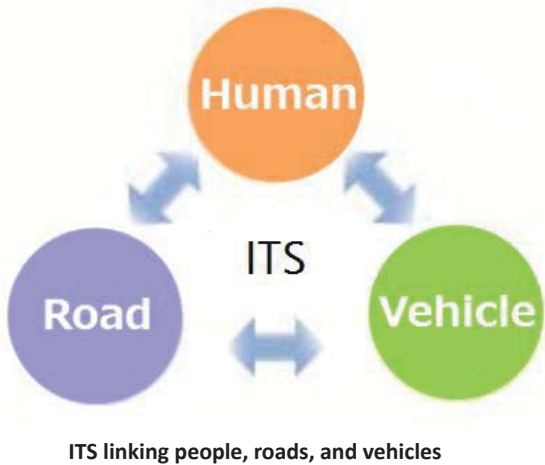 Human
ITS
Road
Vehicle
ITS linking people, roads, and vehicles